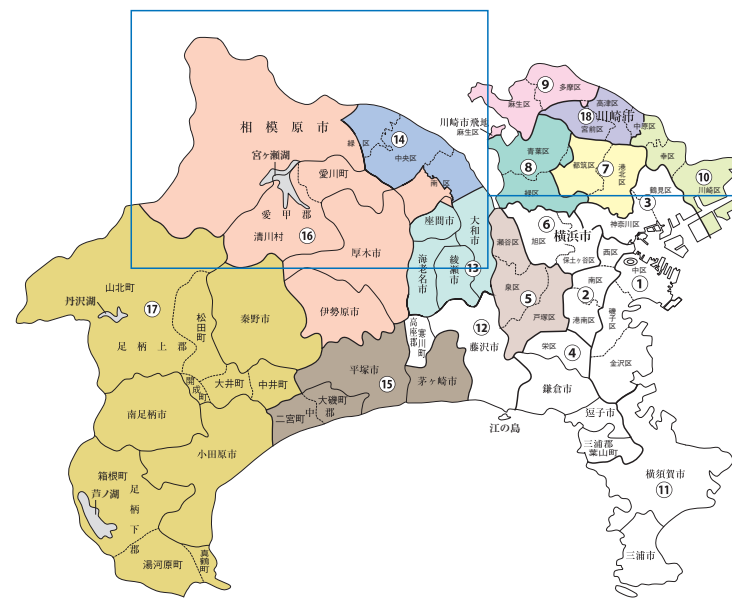 ⑨
多摩区
麻生区
高津区
⑱
川崎市
宮前区
中原区
川崎市飛地
麻生区
幸区
⑩
川崎区
相模原市
緑区
⑭
中央区
南区
宮ヶ瀬湖
愛川町
愛甲郡
清川村
⑯
厚木市
伊勢原市
青葉区
⑧
緑区
都筑区
⑦
港北区
鶴見区
③
神奈川区
座間市
大和市
海老名市
綾瀬市
⑬
瀬谷区
⑥
旭区
横浜市
保土ヶ谷区
西区
中区
①
南区
②
泉区
⑤
戸塚区
港南区
磯子区
栄区
④
金沢区
山北町
⑰
丹沢湖
松田町
秦野市
足柄上郡
開成町
大井町
中井町
南足柄市
小田原市
箱根町
芦ノ湖
足柄下郡
湯河原町
真鶴町
平塚市
⑮
大磯町
中郡
二宮町
高座郡
寒川町
茅ヶ崎市
⑫
藤沢市
鎌倉市
江の島
逗子市
三浦郡
葉山町
横須賀市
⑪
三浦市